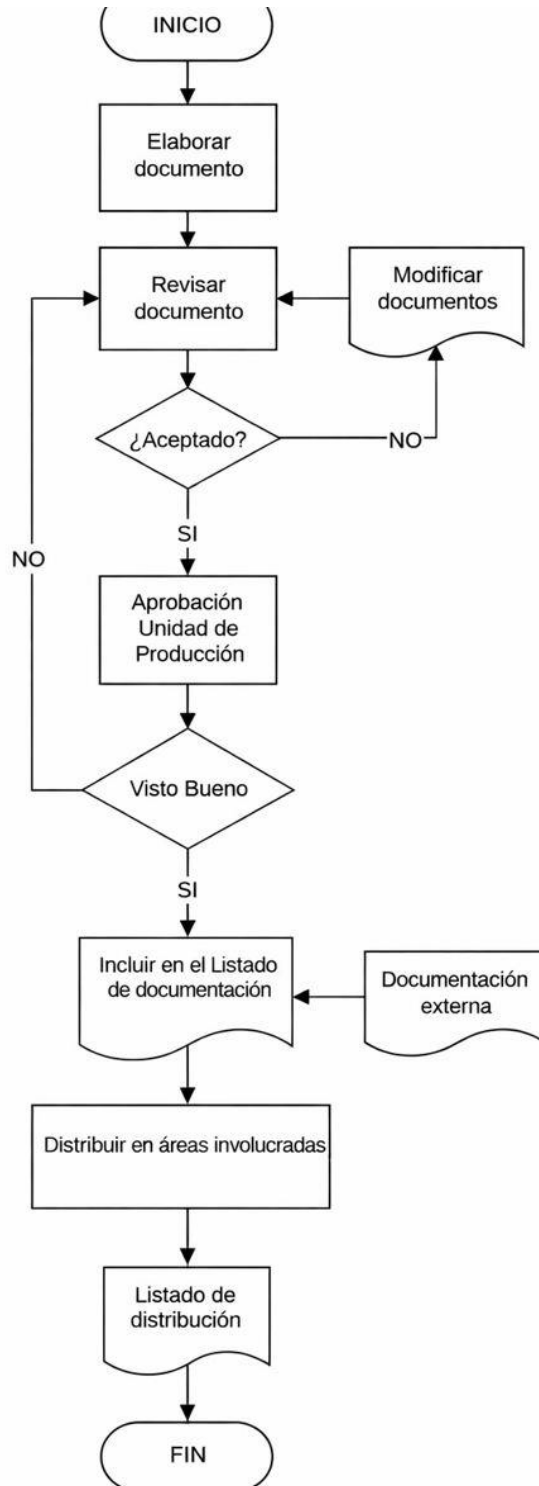 INICIO
Elaborar
documento
Revisar
documento
Modificar
documentos
¿Aceptado?
NO
SI
NO
Aprobación
Unidad de
Producción
Visto Bueno
SI
Incluir en el Listado
de documentación
Documentación
externa
Distribuir en áreas involucradas
Listado de
distribución
FIN